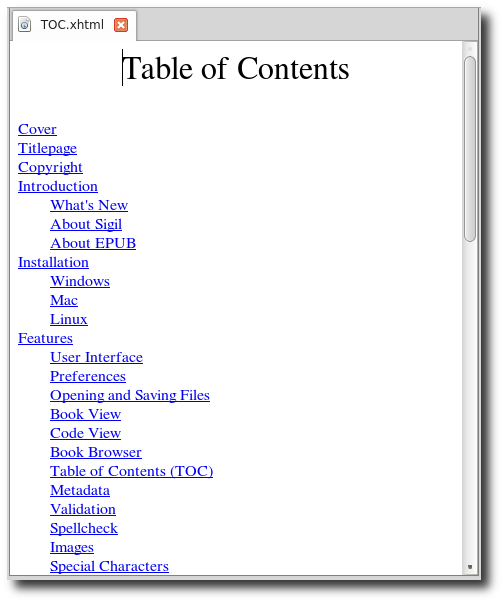 TOC.xhtml
Table of Contents
Cover
Titlepage
Copyright
Introduction
What's New
About Sigil
About EPUB
Installation
Windows
Mac
Linux
Features
User Interface
Preferences
Opening and Saving Files
Book View
Code View
Book Browser
Table of Contents (TOC)
Metadata
Validation
Spellcheck
Images
Special Characters